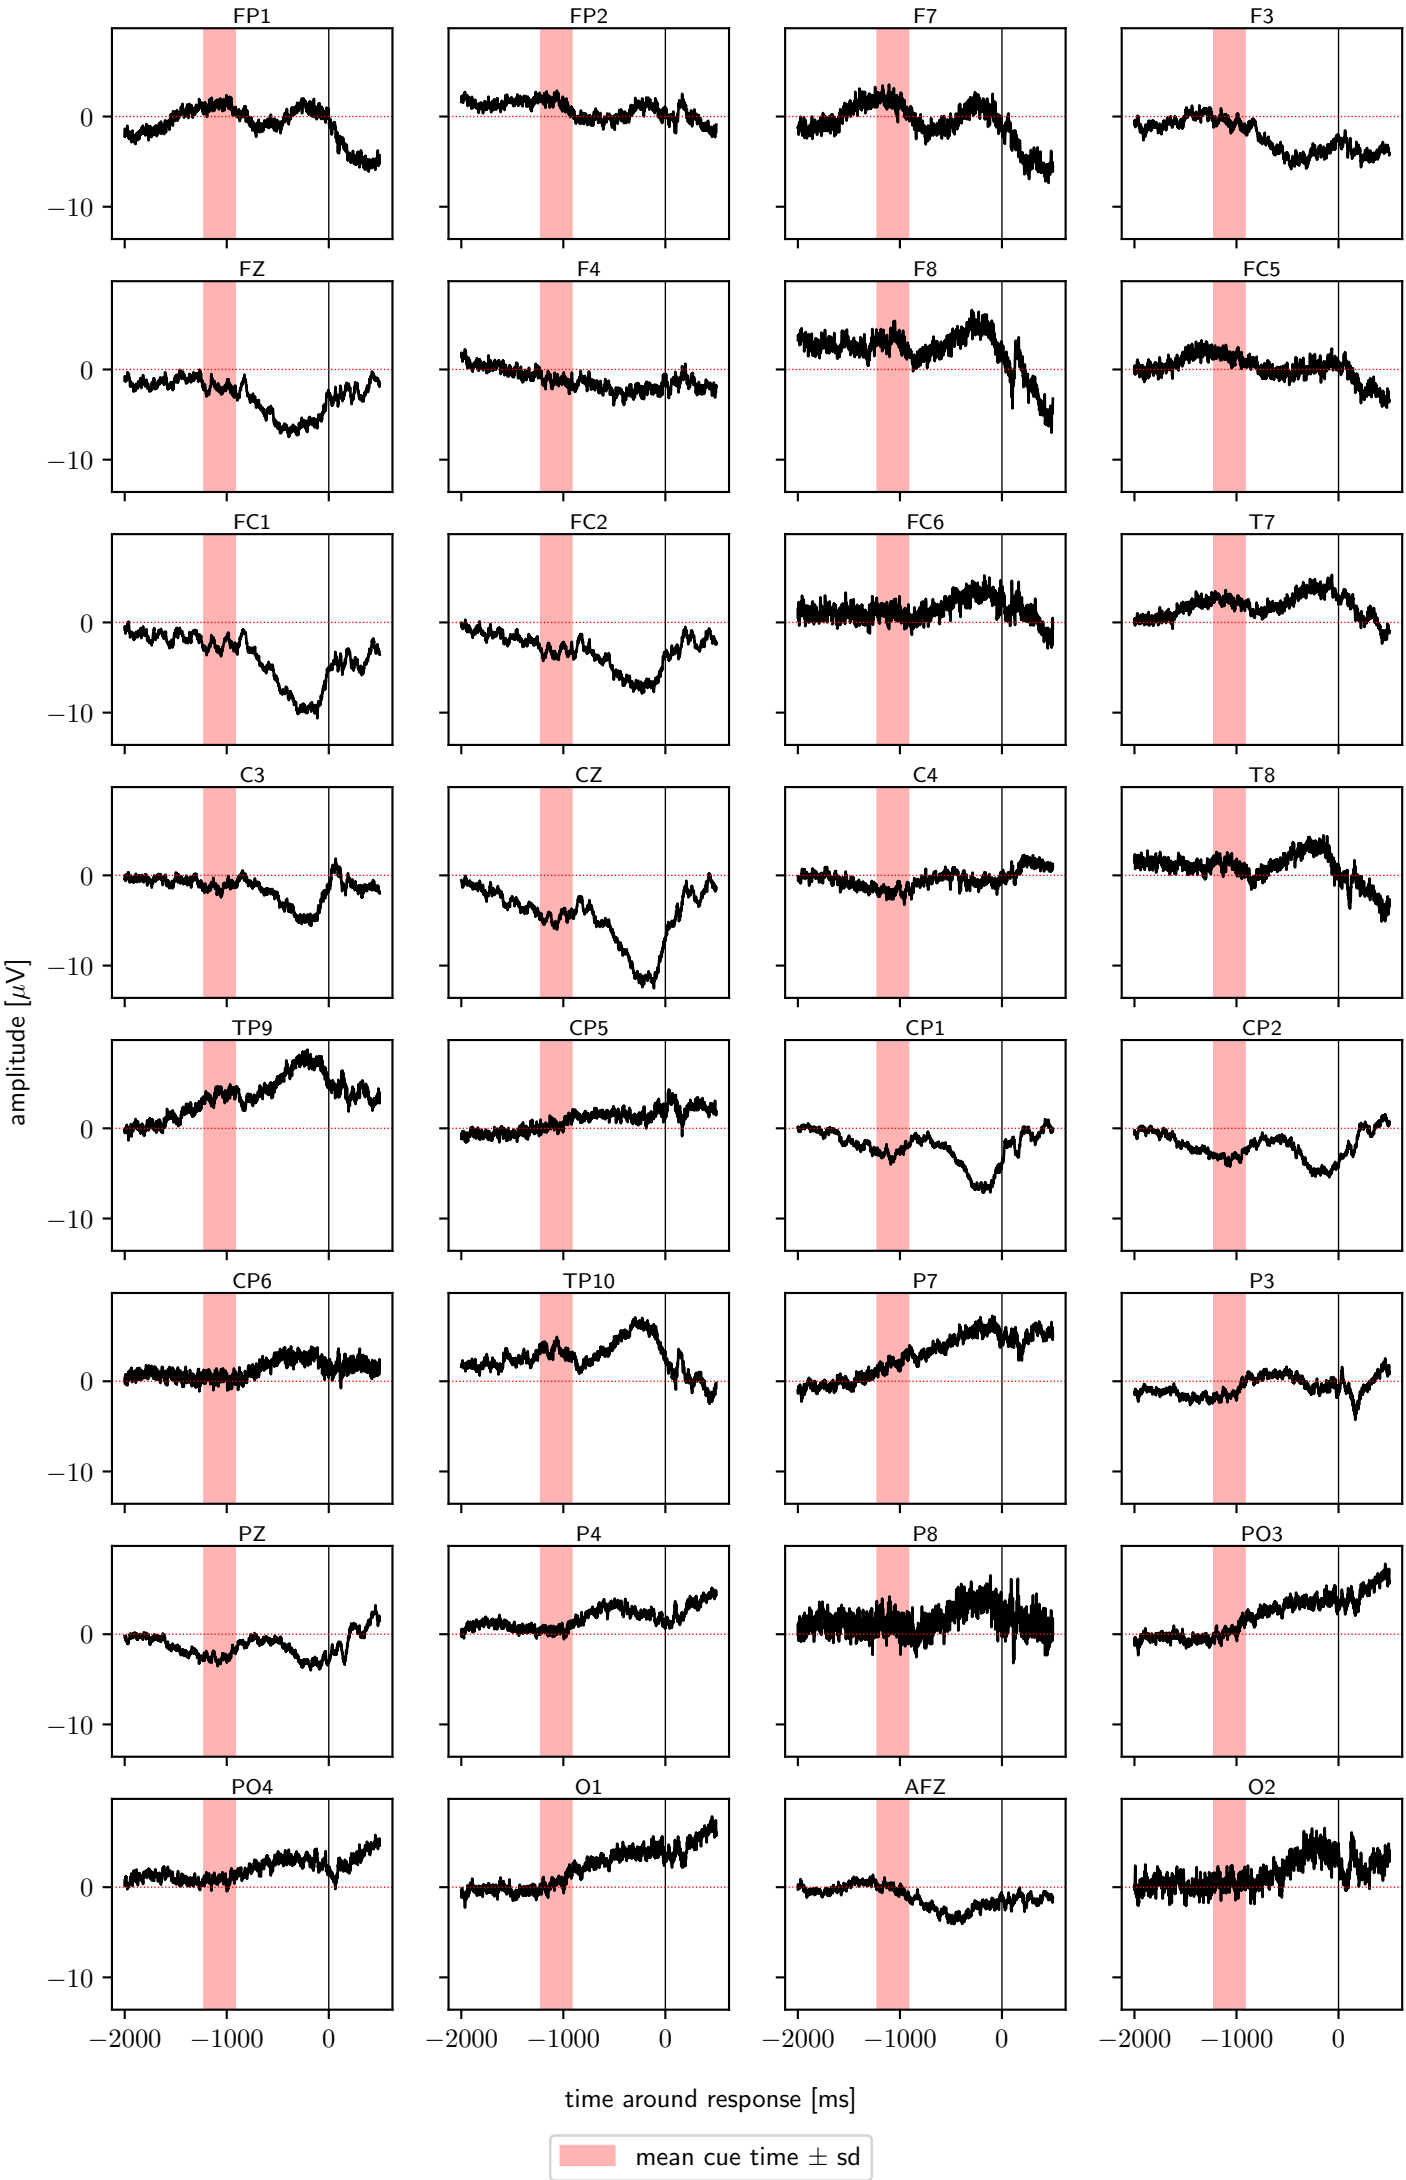 FP1 FP2 F7 F3
0
−10
FZ F4 F8 FC5
0
−10
FC1 FC2 FC6 T7
0
−10
C3 CZ C4 T8
0
−10
TP9 CP5 CP1 CP2
0
−10
CP6 TP10 P7 P3
0
−10
PZ P4 P8 PO3
0
−10
PO4 O1 AFZ O2
0
−10
amplitude [μV]
−2000 −1000 0 −2000 −1000 0 −2000 −1000 0 −2000 −1000 0
time around response [ms]
mean cue time ± sd